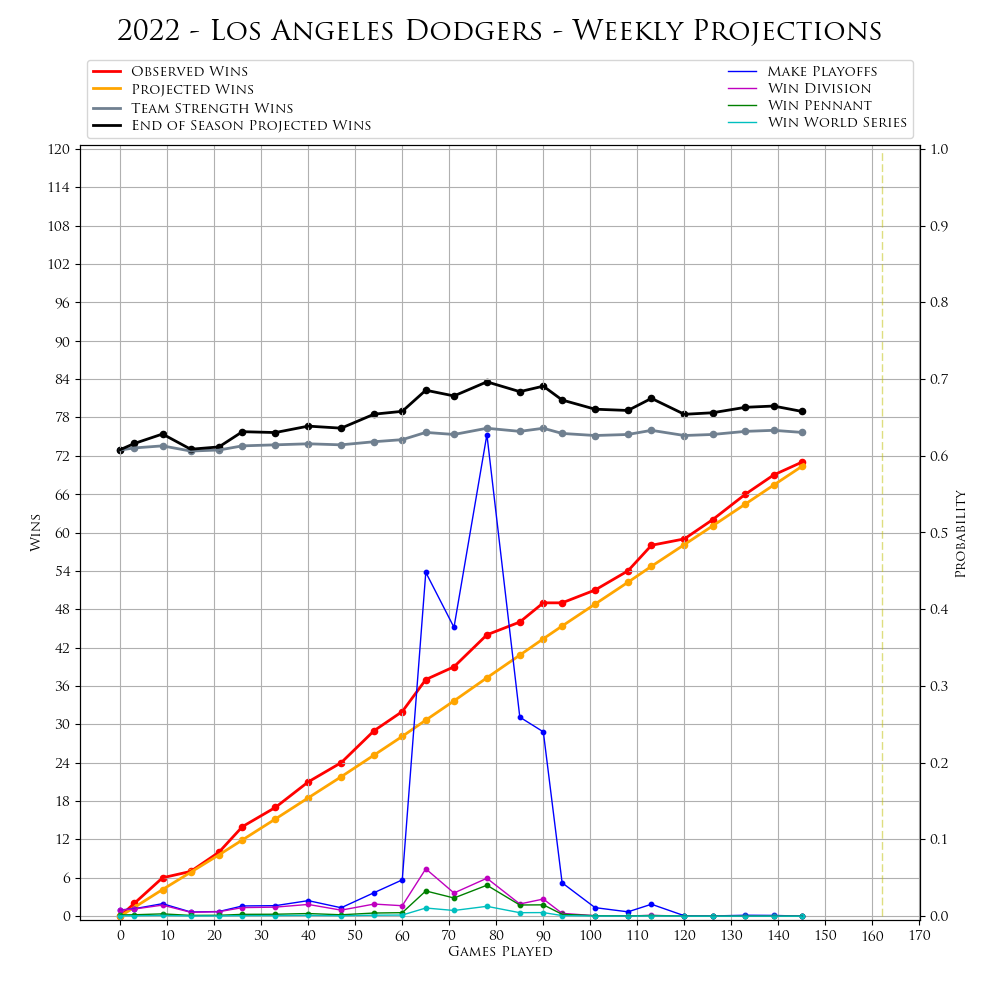 2022 - Los Angeles Dodgers - Weekly Projections
Observed Wins
Projected Wins
Team Strength Wins
End of Season Projected Wins
Make Playoffs
Win Division
Win Pennant
Win World Series
120
114
108
102
96
90
84
78
72
66
60
54
48
42
36
30
24
18
12
6
0
Wins
1.0
0.9
0.8
0.7
0.6
0.5
0.4
0.3
0.2
0.1
0.0
Probability
0 10 20 30 40 50 60 70 80 90 100 110 120 130 140 150 160 170
Games Played